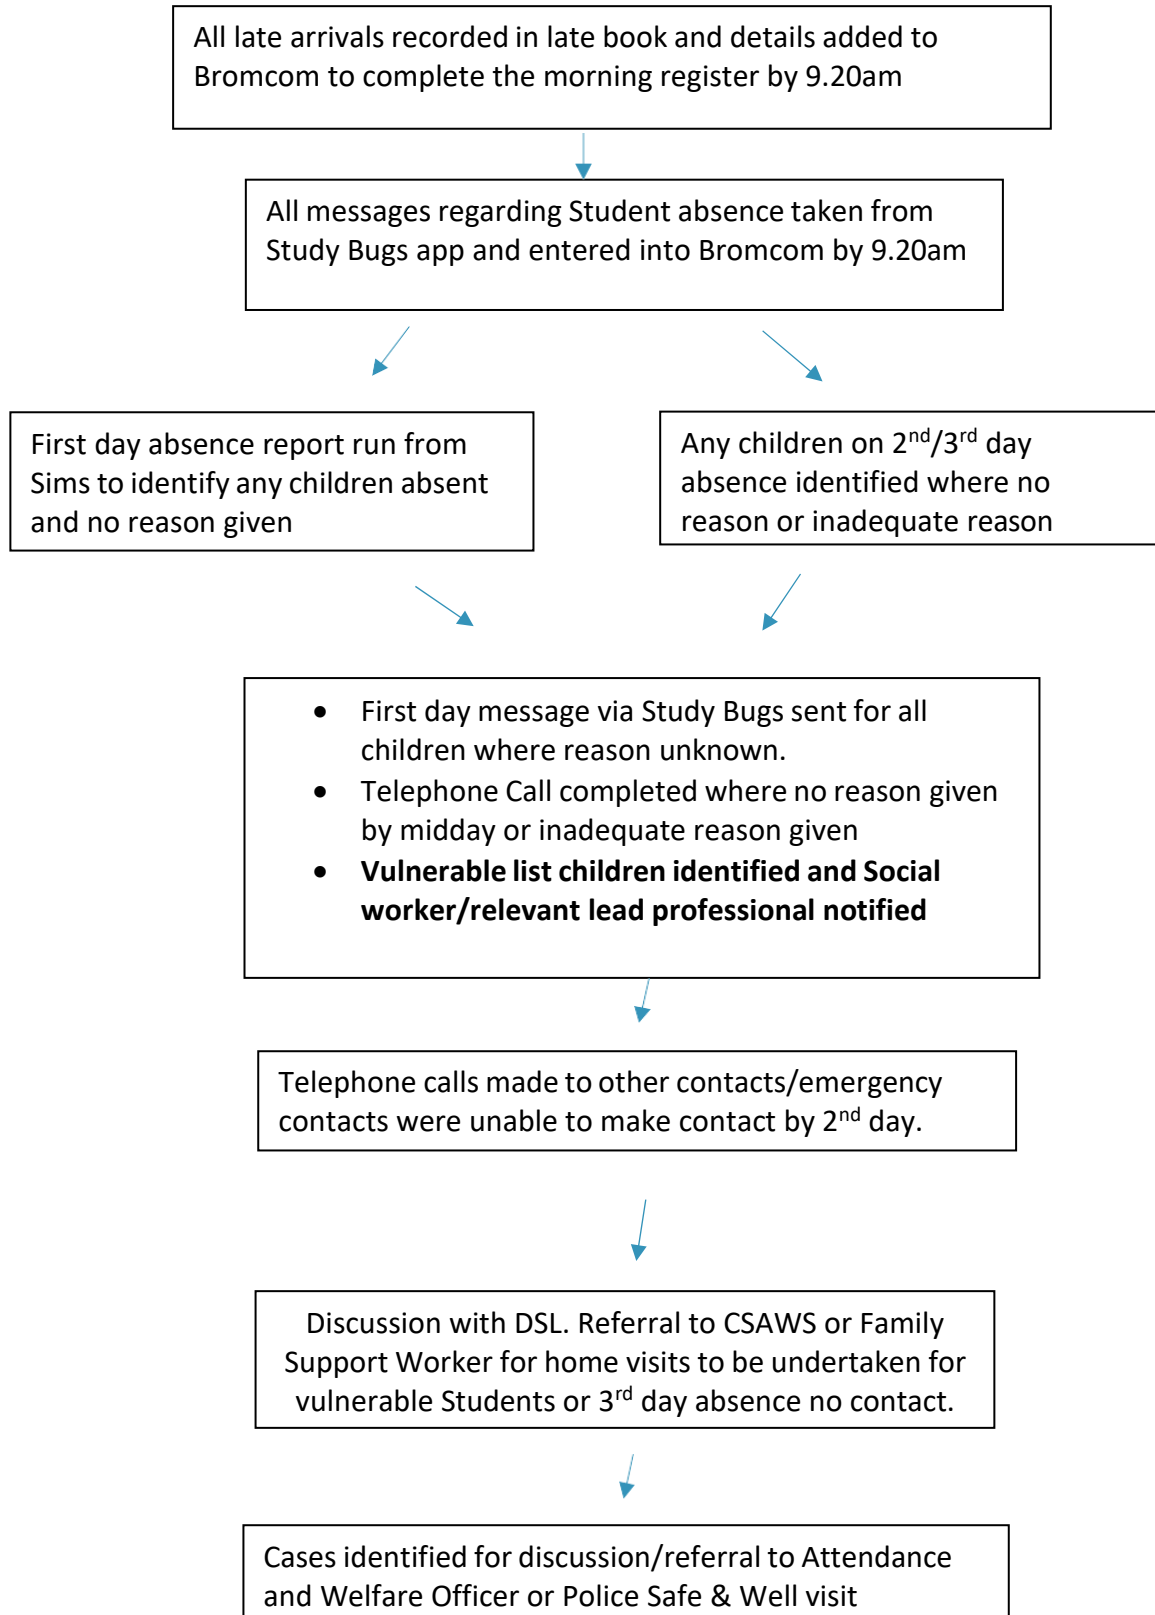 All late arrivals recorded in late book and details added to
Bromcom to complete the morning register by 9.20am
All messages regarding Student absence taken from
Study Bugs app and entered into Bromcom by 9.20am
First day absence report run from
Sims to identify any children absent
and no reason given
Any children on 2nd/3rd day
absence identified where no
reason or inadequate reason
• First day message via Study Bugs sent for all
children where reason unknown.
• Telephone Call completed where no reason given
by midday or inadequate reason given
• Vulnerable list children identified and Social
worker/relevant lead professional notified
Telephone calls made to other contacts/emergency
contacts were unable to make contact by 2nd day.
Discussion with DSL. Referral to CSAWS or Family
Support Worker for home visits to be undertaken for
vulnerable Students or 3rd day absence no contact.
Cases identified for discussion/referral to Attendance
and Welfare Officer or Police Safe & Well visit